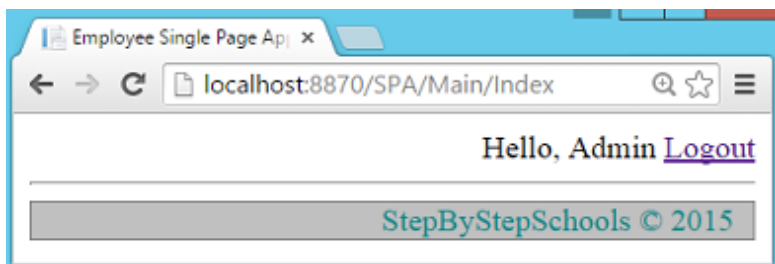 Employee Single Page Ap
localhost:8870/SPA/Main/Index
Hello, Admin Logout
StepByStepSchools © 2015